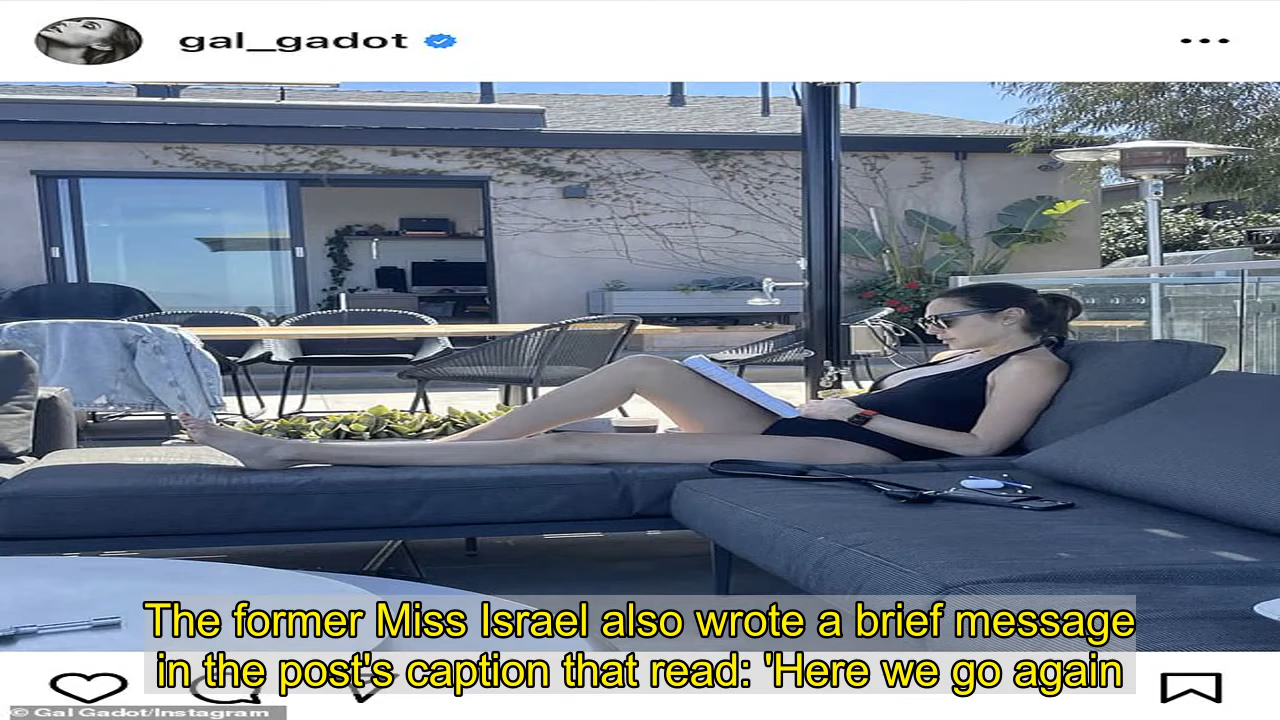 gal_gadot
The former Miss Israel also wrote a brief message
in the post's caption that read: 'Here we go again
© Gal Gadot/Instagram